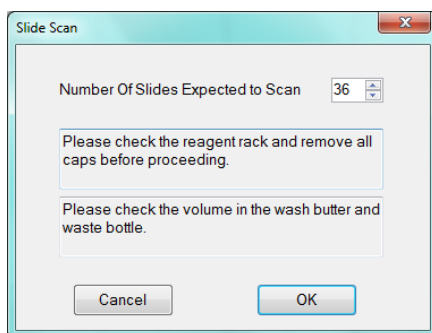 Slide Scan
Number Of Slides Expected to Scan 36
Please check the reagent rack and remove all
caps before proceeding.
Please check the volume in the wash butter and
waste bottle.
Cancel OK